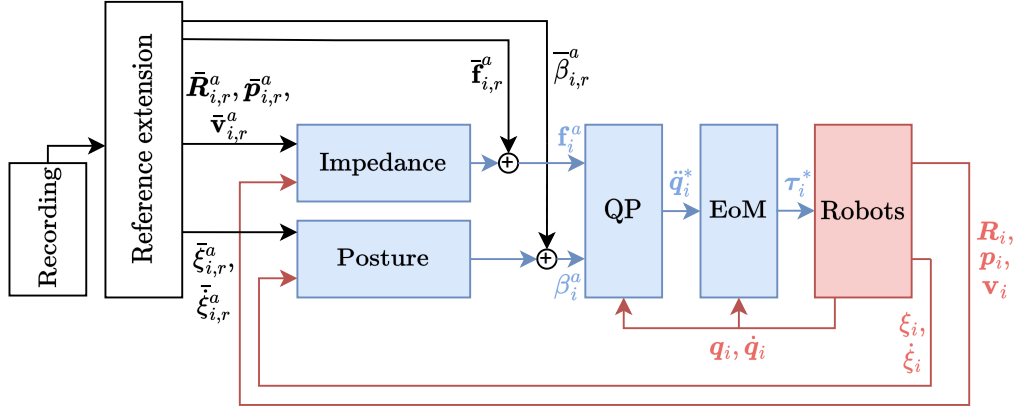 Recording
Reference extension
R̄ᵃᵢ,ᵣ, p̄ᵃᵢ,ᵣ,
v̄ᵃᵢ,ᵣ
ξ̄ᵃᵢ,ᵣ,
ξ̄̇ᵃᵢ,ᵣ
Impedance
Posture
f̄ᵃᵢ,ᵣ
β̄ᵃᵢ,ᵣ
+
+
fᵃᵢ
βᵃᵢ
QP
q̈*ᵢ
EoM
τ*ᵢ
Robots
qᵢ, q̇ᵢ
Rᵢ,
pᵢ,
vᵢ
ξᵢ,
ξ̇ᵢ